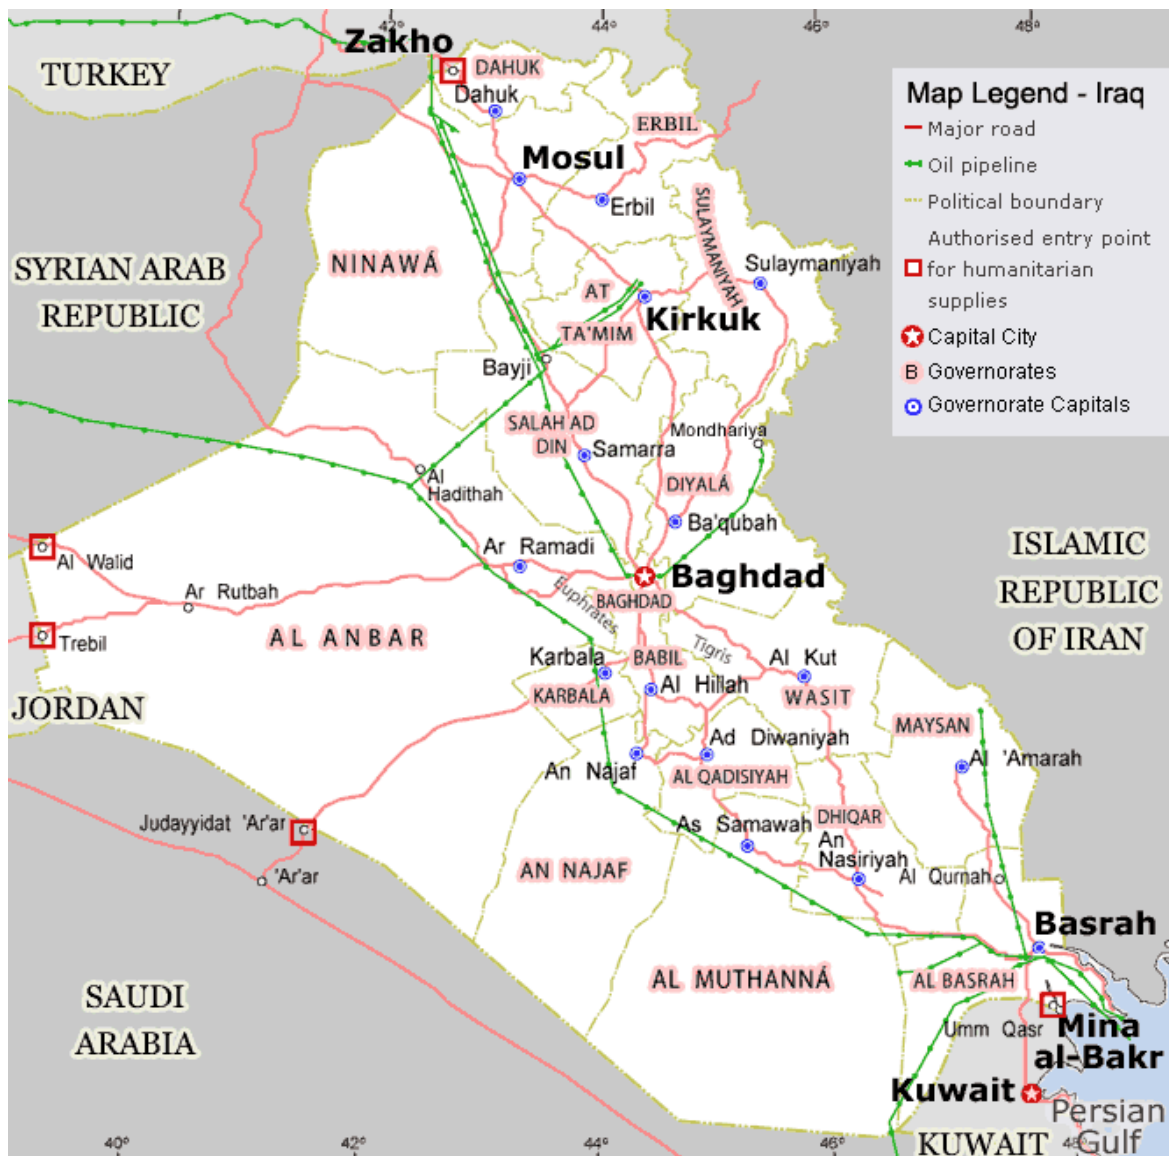 42°
44°
46°
48°
Zakho
TURKEY
DAHUK
Dahuk
ERBIL
Mosul
Erbil
SULAYMANIYAH
Map Legend - Iraq
Major road
Oil pipeline
Political boundary
Authorised entry point
for humanitarian
supplies
Capital City
B Governorates
Governorate Capitals
SYRIAN ARAB
REPUBLIC
NINAWÁ
Sulaymaniyah
AT
TA'MIM
Kirkuk
Bayji
SALAH AD
DIN
Mondhariya
Samarra
Al
Hadithah
DIYALÁ
Ba'qubah
Ar Ramadi
Al Walid
Ar Rutbah
Euphrates
Baghdad
BAGHDAD
ISLAMIC
REPUBLIC
OF IRAN
Trebil
AL ANBAR
Tigris
Karbala
BABIL
Al Kut
JORDAN
KARBALA
Al Hillah
WASIT
MAYSAN
Ad Diwaniyah
Al 'Amarah
An Najaf
AL QADISIYAH
Judayyidat 'Ar'ar
As Samawah
DHIQAR
An
Nasiriyah
'Ar'ar
AN NAJAF
Al Qurnah
Basrah
SAUDI
ARABIA
AL MUTHANNÁ
AL BASRAH
Umm Qasr
Mina
al-Bakr
Kuwait
Persian
Gulf
KUWAIT
40°
42°
44°
46°
48°